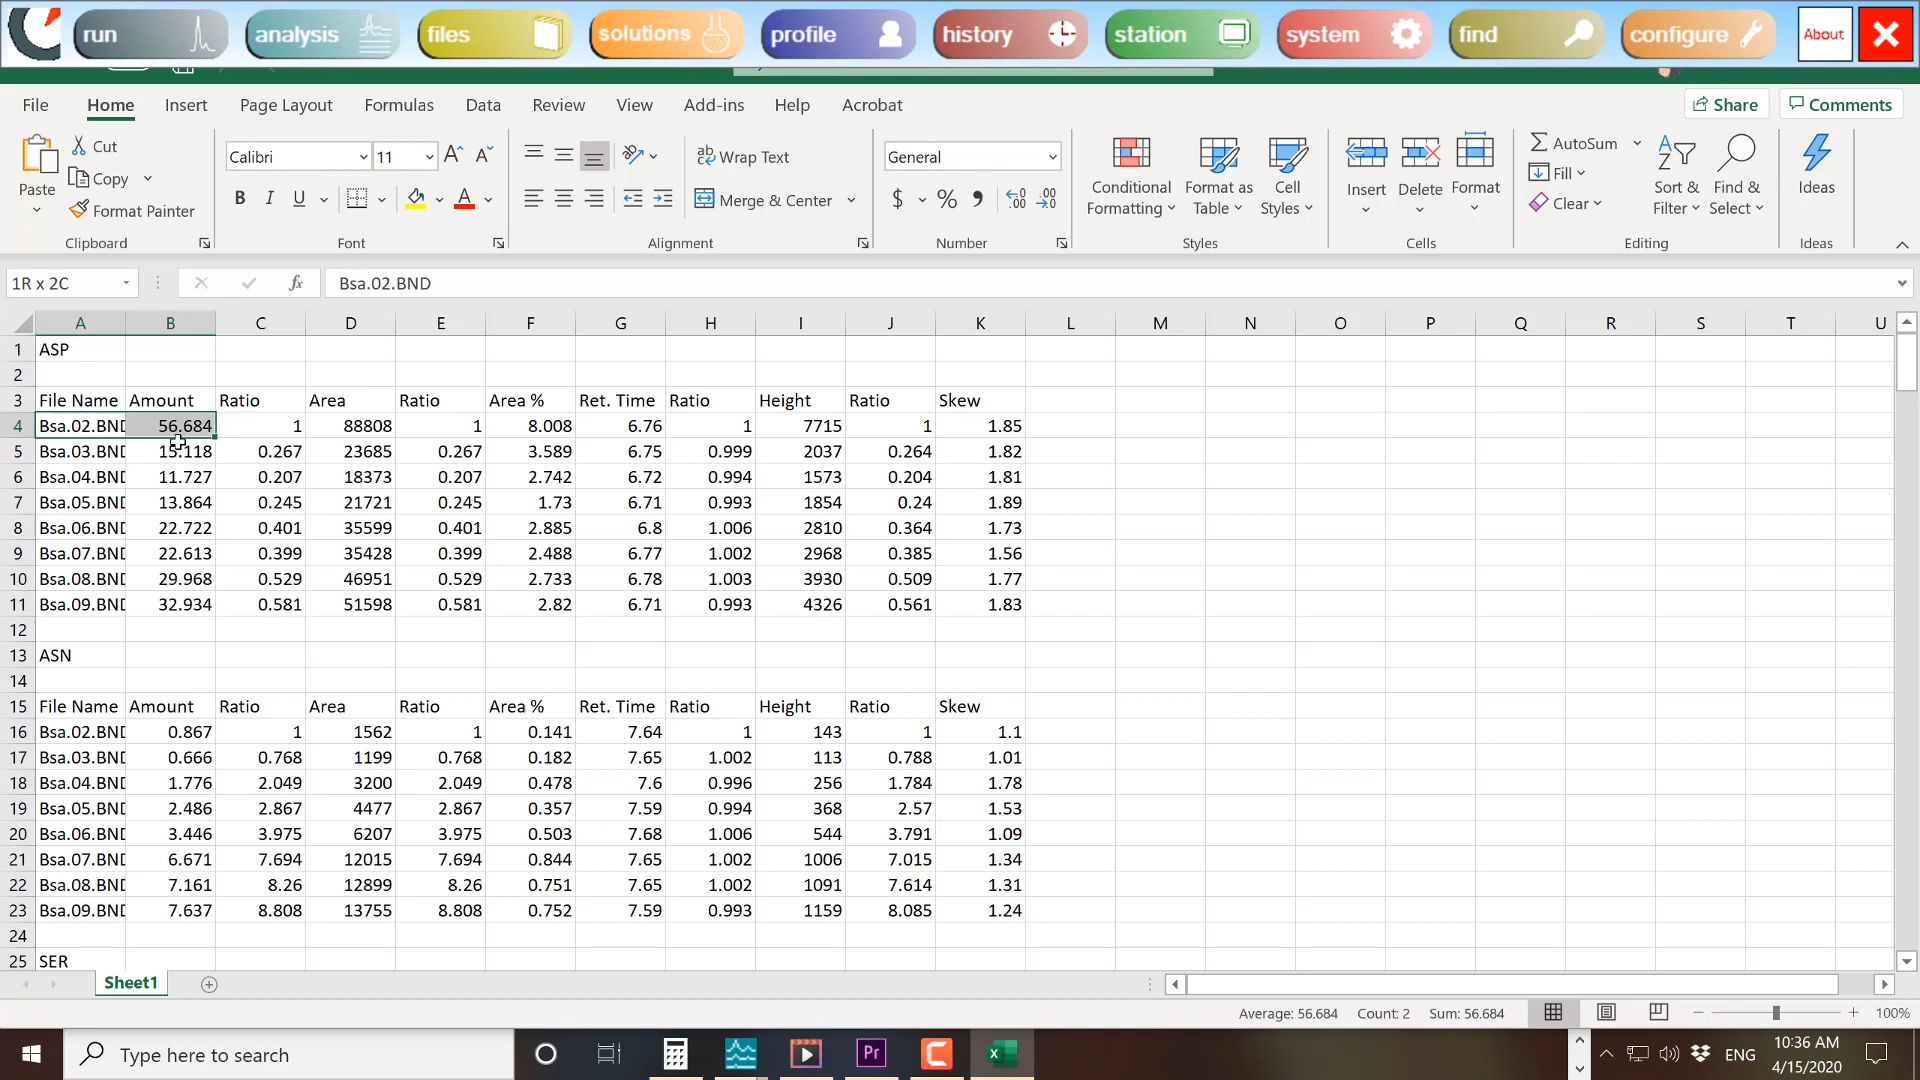 run analysis files solutions profile history station system find configure About
File Home Insert Page Layout Formulas Data Review View Add-ins Help Acrobat Share Comments
Paste Cut Copy Format Painter
Calibri 11
B I U
ab Wrap Text
Merge & Center
General
$ % ,
Conditional Formatting Format as Table Cell Styles
Insert Delete Format
AutoSum Fill Clear
Sort & Filter Find & Select
Ideas
Clipboard Font Alignment Number Styles Cells Editing Ideas
1R x 2C fx Bsa.02.BND
A B C D E F G H I J K L M N O P Q R S T U
1 ASP
2
3 File Name Amount Ratio Area Ratio Area % Ret. Time Ratio Height Ratio Skew
4 Bsa.02.BND 56.684 1 88808 1 8.008 6.76 1 7715 1 1.85
5 Bsa.03.BND 15.118 0.267 23685 0.267 3.589 6.75 0.999 2037 0.264 1.82
6 Bsa.04.BND 11.727 0.207 18373 0.207 2.742 6.72 0.994 1573 0.204 1.81
7 Bsa.05.BND 13.864 0.245 21721 0.245 1.73 6.71 0.993 1854 0.24 1.89
8 Bsa.06.BND 22.722 0.401 35599 0.401 2.885 6.8 1.006 2810 0.364 1.73
9 Bsa.07.BND 22.613 0.399 35428 0.399 2.488 6.77 1.002 2968 0.385 1.56
10 Bsa.08.BND 29.968 0.529 46951 0.529 2.733 6.78 1.003 3930 0.509 1.77
11 Bsa.09.BND 32.934 0.581 51598 0.581 2.82 6.71 0.993 4326 0.561 1.83
12
13 ASN
14
15 File Name Amount Ratio Area Ratio Area % Ret. Time Ratio Height Ratio Skew
16 Bsa.02.BND 0.867 1 1562 1 0.141 7.64 1 143 1 1.1
17 Bsa.03.BND 0.666 0.768 1199 0.768 0.182 7.65 1.002 113 0.788 1.01
18 Bsa.04.BND 1.776 2.049 3200 2.049 0.478 7.6 0.996 256 1.784 1.78
19 Bsa.05.BND 2.486 2.867 4477 2.867 0.357 7.59 0.994 368 2.57 1.53
20 Bsa.06.BND 3.446 3.975 6207 3.975 0.503 7.68 1.006 544 3.791 1.09
21 Bsa.07.BND 6.671 7.694 12015 7.694 0.844 7.65 1.002 1006 7.015 1.34
22 Bsa.08.BND 7.161 8.26 12899 8.26 0.751 7.65 1.002 1091 7.614 1.31
23 Bsa.09.BND 7.637 8.808 13755 8.808 0.752 7.59 0.993 1159 8.085 1.24
24
25 SER
Sheet1
Average: 56.684 Count: 2 Sum: 56.684 100%
Type here to search Pr ENG 10:36 AM
4/15/2020